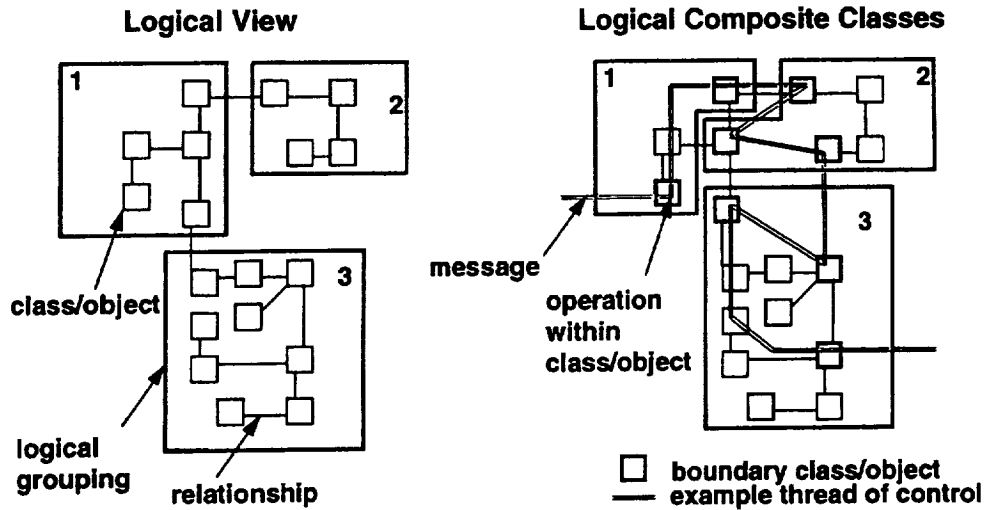 Logical View
1
2
class/object
3
logical
grouping
relationship
Logical Composite Classes
1
2
message
operation
within
class/object
3
boundary class/object
example thread of control